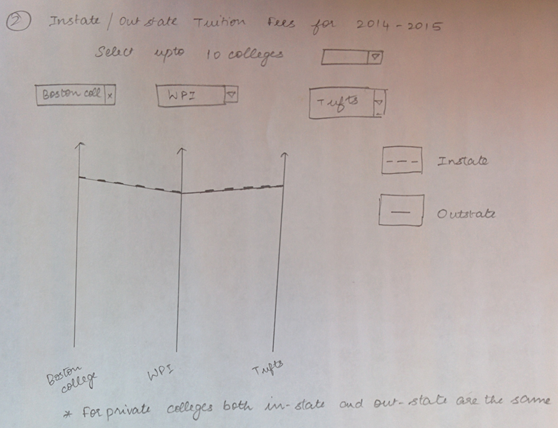 2) Instate / Out state Tuition Fees for 2014-2015
Select upto 10 colleges
Boston coll x
WPI
Tufts
Instate
Outstate
Boston college
WPI
Tufts
* For private colleges both in-state and out-state are the same